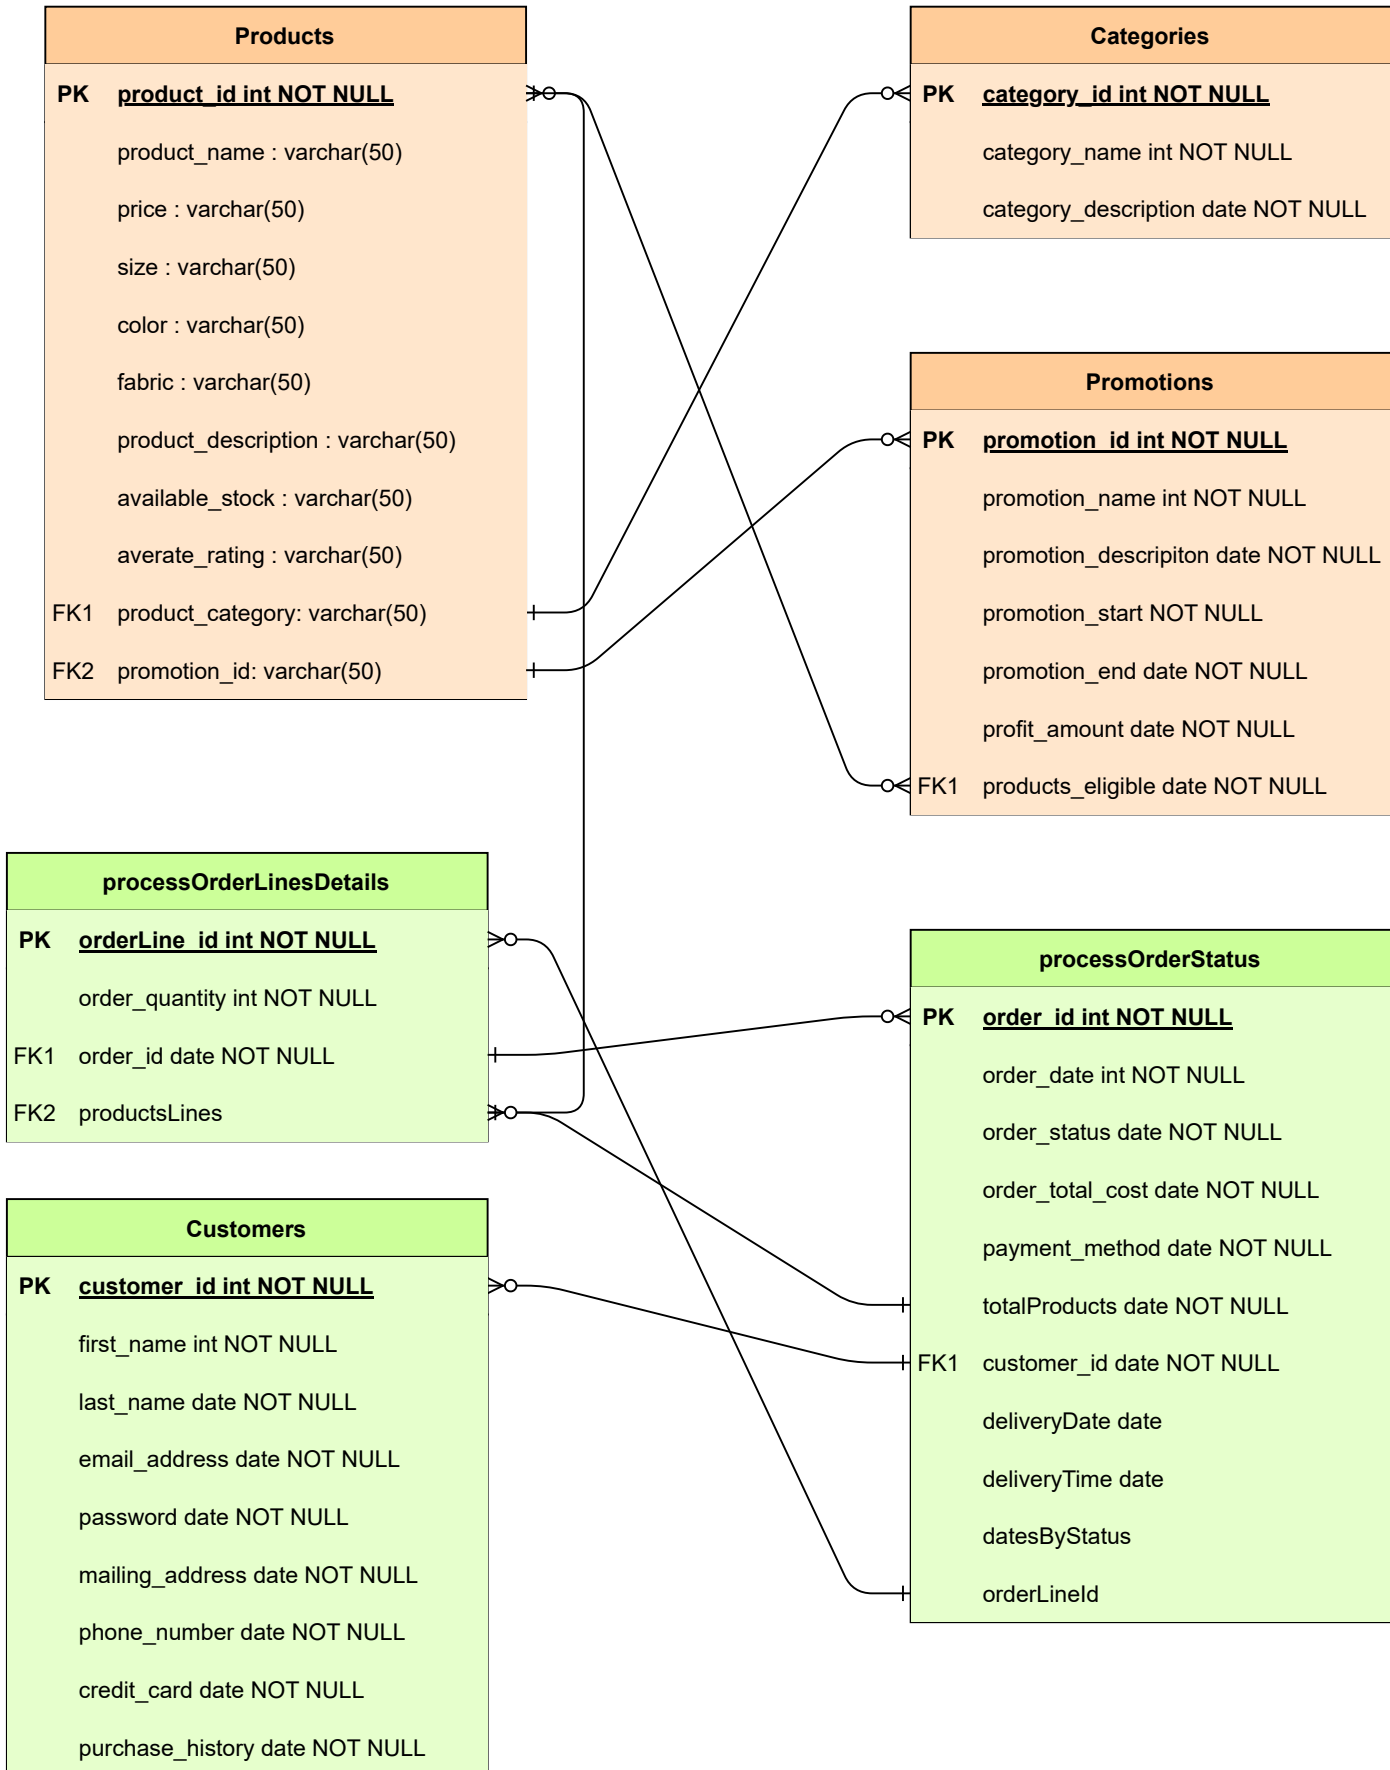 Products
PK product_id int NOT NULL
product_name : varchar(50)
price : varchar(50)
size : varchar(50)
color : varchar(50)
fabric : varchar(50)
product_description : varchar(50)
available_stock : varchar(50)
averate_rating : varchar(50)
FK1 product_category: varchar(50)
FK2 promotion_id: varchar(50)
Categories
PK category_id int NOT NULL
category_name int NOT NULL
category_description date NOT NULL
Promotions
PK promotion_id int NOT NULL
promotion_name int NOT NULL
promotion_descripiton date NOT NULL
promotion_start NOT NULL
promotion_end date NOT NULL
profit_amount date NOT NULL
FK1 products_eligible date NOT NULL
processOrderLinesDetails
PK orderLine_id int NOT NULL
order_quantity int NOT NULL
FK1 order_id date NOT NULL
FK2 productsLines
processOrderStatus
PK order_id int NOT NULL
order_date int NOT NULL
order_status date NOT NULL
order_total_cost date NOT NULL
payment_method date NOT NULL
totalProducts date NOT NULL
FK1 customer_id date NOT NULL
deliveryDate date
deliveryTime date
datesByStatus
orderLineId
Customers
PK customer_id int NOT NULL
first_name int NOT NULL
last_name date NOT NULL
email_address date NOT NULL
password date NOT NULL
mailing_address date NOT NULL
phone_number date NOT NULL
credit_card date NOT NULL
purchase_history date NOT NULL